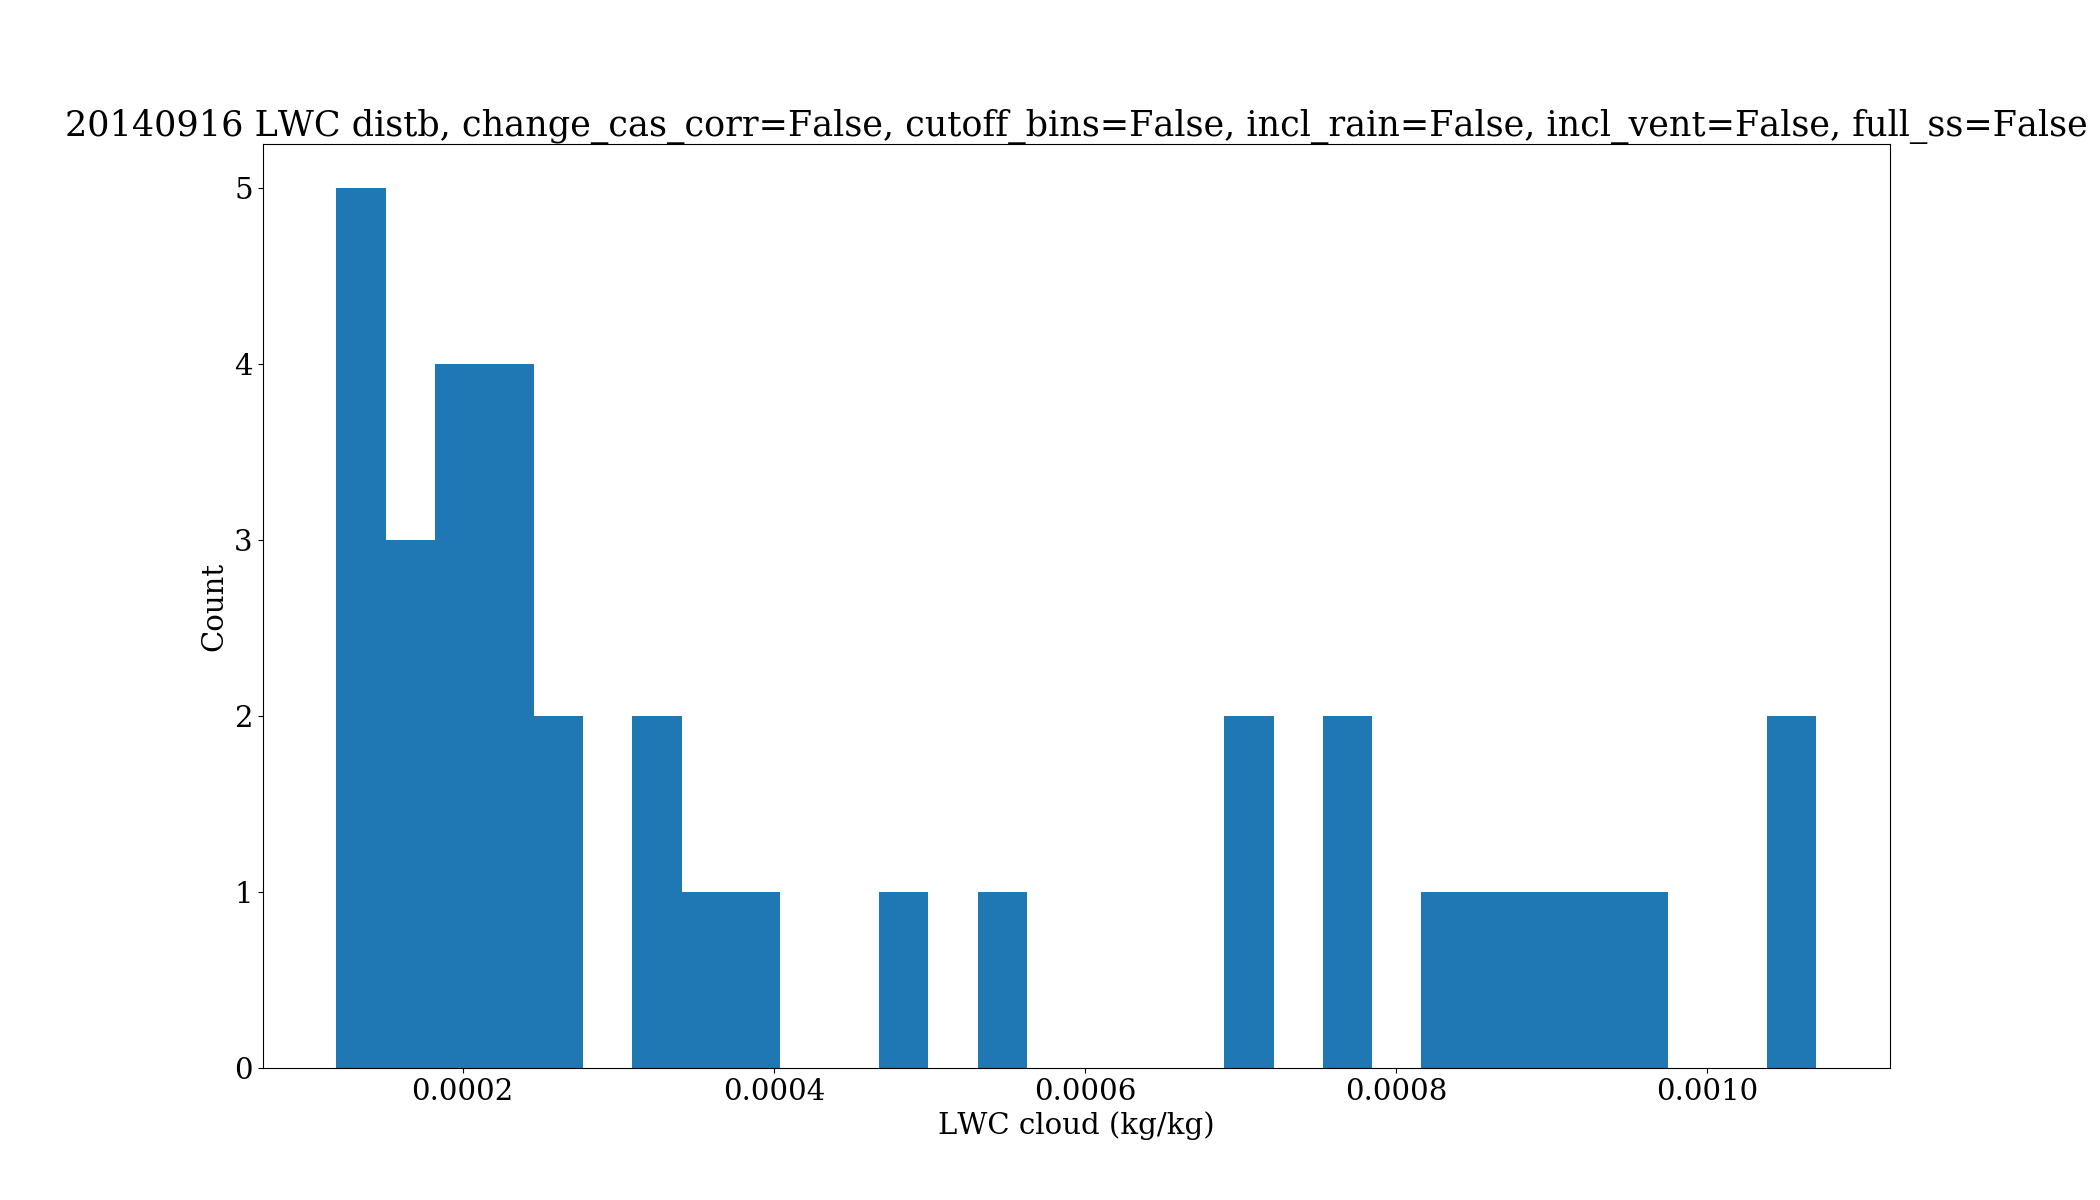 20140916 LWC distb, change_cas_corr=False, cutoff_bins=False, incl_rain=False, incl_vent=False, full_ss=False
5
4
3
2
1
0
Count
0.0002 0.0004 0.0006 0.0008 0.0010
LWC cloud (kg/kg)